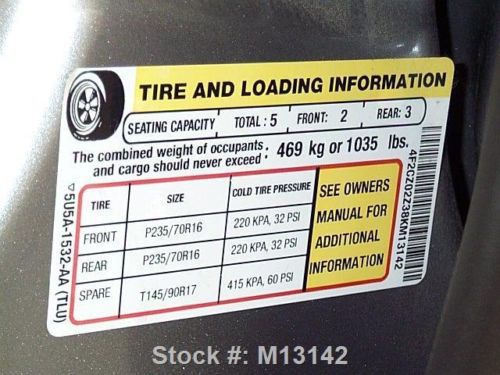 TIRE AND LOADING INFORMATION
SEATING CAPACITY TOTAL : 5 FRONT: 2 REAR: 3
The combined weight of occupants and cargo should never exceed : 469 kg or 1035 lbs.
TIRE SIZE COLD TIRE PRESSURE
FRONT P235/70R16 220 KPA, 32 PSI
REAR P235/70R16 220 KPA, 32 PSI
SPARE T145/90R17 415 KPA, 60 PSI
SEE OWNERS
MANUAL FOR
ADDITIONAL
INFORMATION
5U5A-1532-AA (TLU)
4F2CZ02Z38KM13142
Stock #: M13142